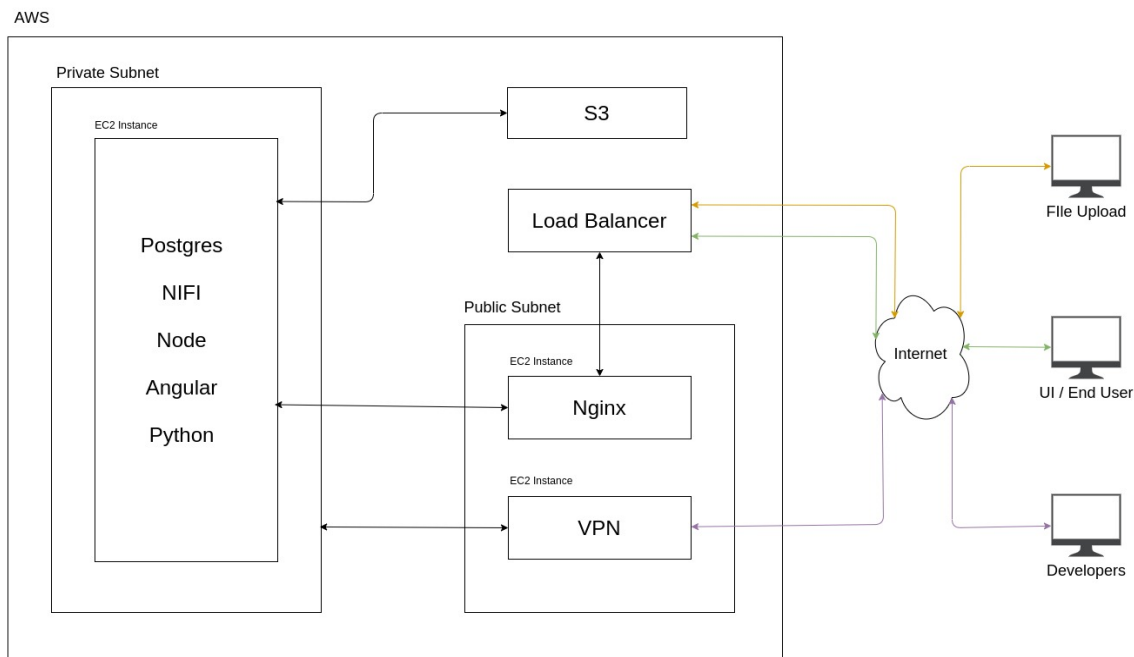 AWS
Private Subnet
EC2 Instance
Postgres
NIFI
Node
Angular
Python
S3
Load Balancer
Public Subnet
EC2 Instance
Nginx
EC2 Instance
VPN
Internet
FIle Upload
UI / End User
Developers